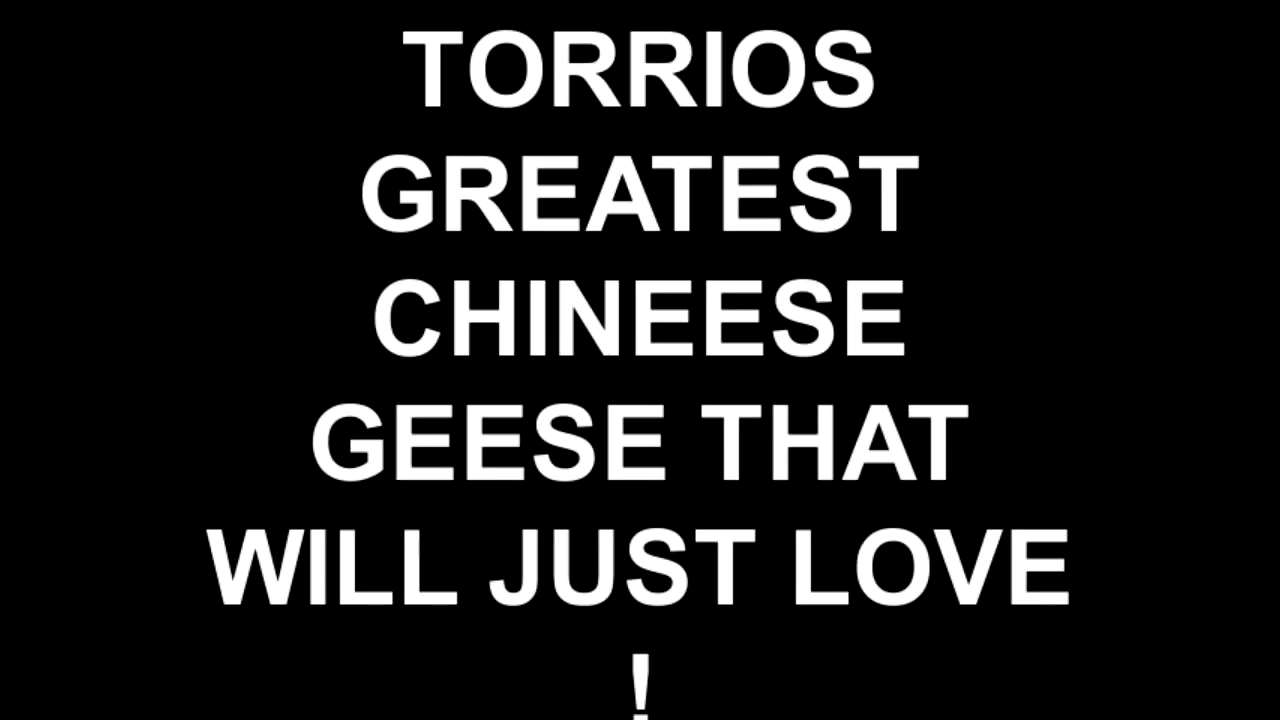 TORRIOS
GREATEST
CHINEESE
GEESE THAT
WILL JUST LOVE
!